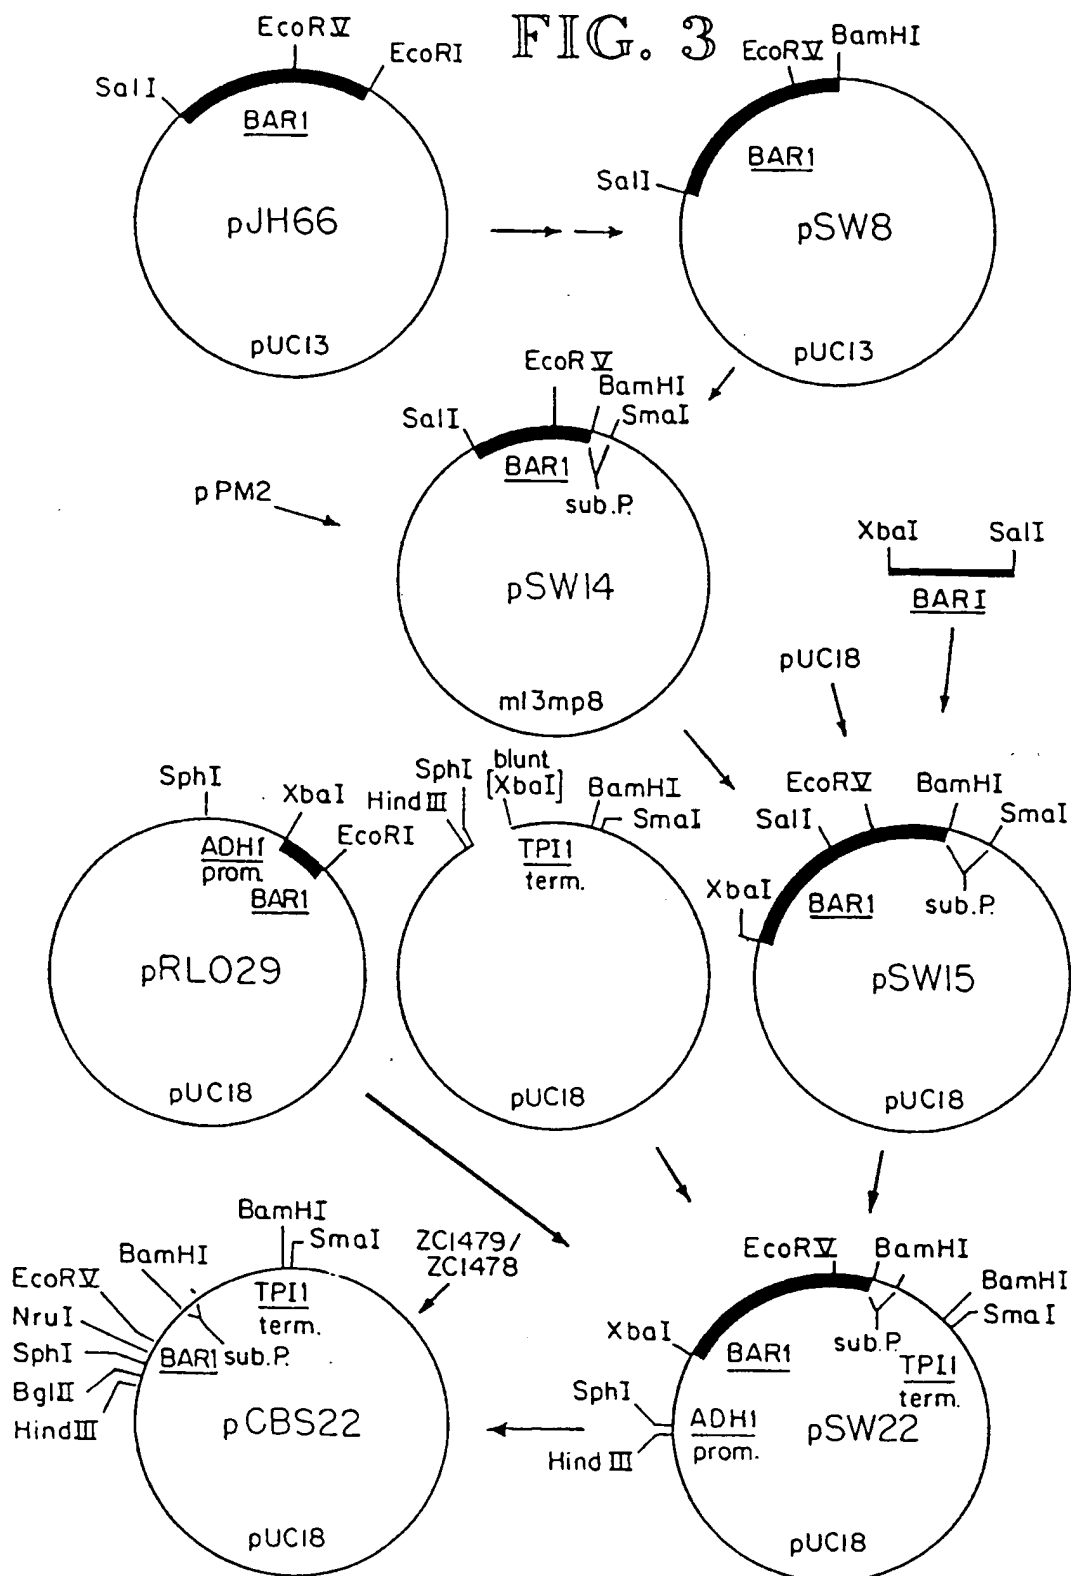 FIG. 3
EcoRV
EcoRI
SalI
BAR1
pJH66
pUC13
EcoRV
BamHI
BAR1
SalI
pSW8
pUC13
EcoRV
BamHI
SmaI
SalI
BAR1
sub.P.
pPM2
pSW14
m13mp8
XbaI SalI
BARI
pUC18
SphI
XbaI
EcoRI
ADH1
prom.
BAR1
pRL029
pUC18
SphI
HindIII
blunt
[XbaI]
BamHI
SmaI
TPI1
term.
pUC18
EcoRV
BamHI
SalI
SmaI
XbaI
BAR1
sub.P.
pSW15
pUC18
BamHI
SmaI
BamHI
EcoRV
NruI
SphI
BglII
HindIII
TPI1
term.
BAR1
sub.P.
pCBS22
pUC18
ZC1479/
ZC1478
EcoRV
BamHI
BamHI
SmaI
XbaI
BAR1
sub.P.
TPI1
term.
SphI
HindIII
ADH1
prom.
pSW22
pUC18